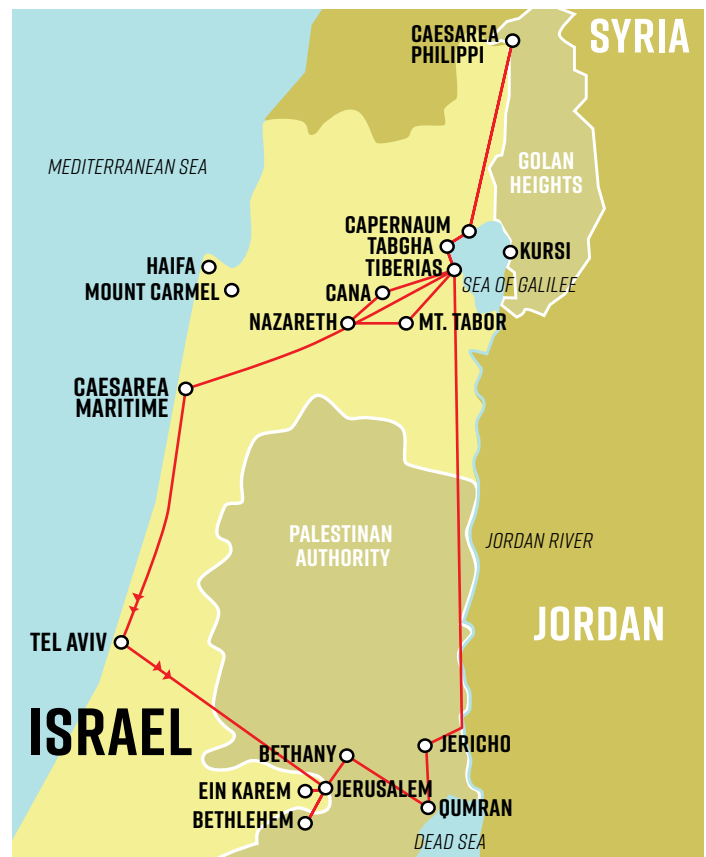 CAESAREA
PHILIPPI
SYRIA
MEDITERRANEAN SEA
GOLAN
HEIGHTS
CAPERNAUM
TABGHA
KURSI
HAIFA
TIBERIAS
SEA OF GALILEE
MOUNT CARMEL
CANA
NAZARETH
MT. TABOR
CAESAREA
MARITIME
PALESTINAN
AUTHORITY
JORDAN RIVER
JORDAN
TEL AVIV
ISRAEL
BETHANY
JERICHO
EIN KAREM
JERUSALEM
QUMRAN
BETHLEHEM
DEAD SEA